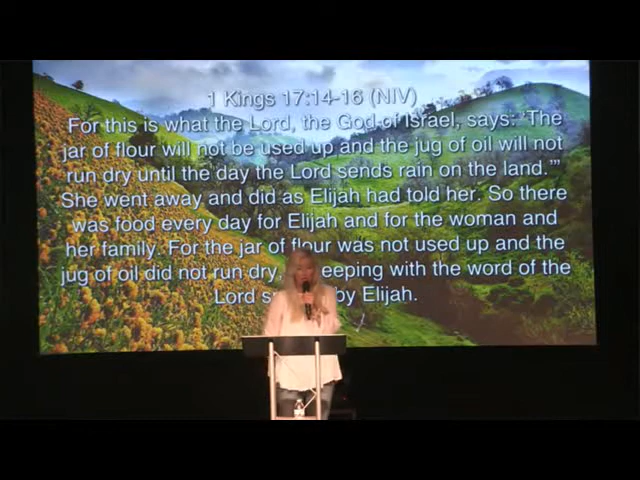 1 Kings 17:14-16 (NIV)
For this is what the Lord, the God of Israel, says: ‘The
jar of flour will not be used up and the jug of oil will not
run dry until the day the Lord sends rain on the land.’”
She went away and did as Elijah had told her. So there
was food every day for Elijah and for the woman and
her family. For the jar of flour was not used up and the
jug of oil did not run dry, eeping with the word of the
Lord s by Elijah.